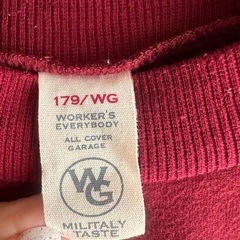 179/WG
WORKER'S
EVERYBODY
ALL COVER
GARAGE
WG
MILITALY
TASTE